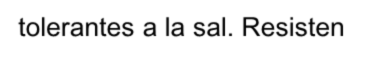 tolerantes a la sal. Resisten